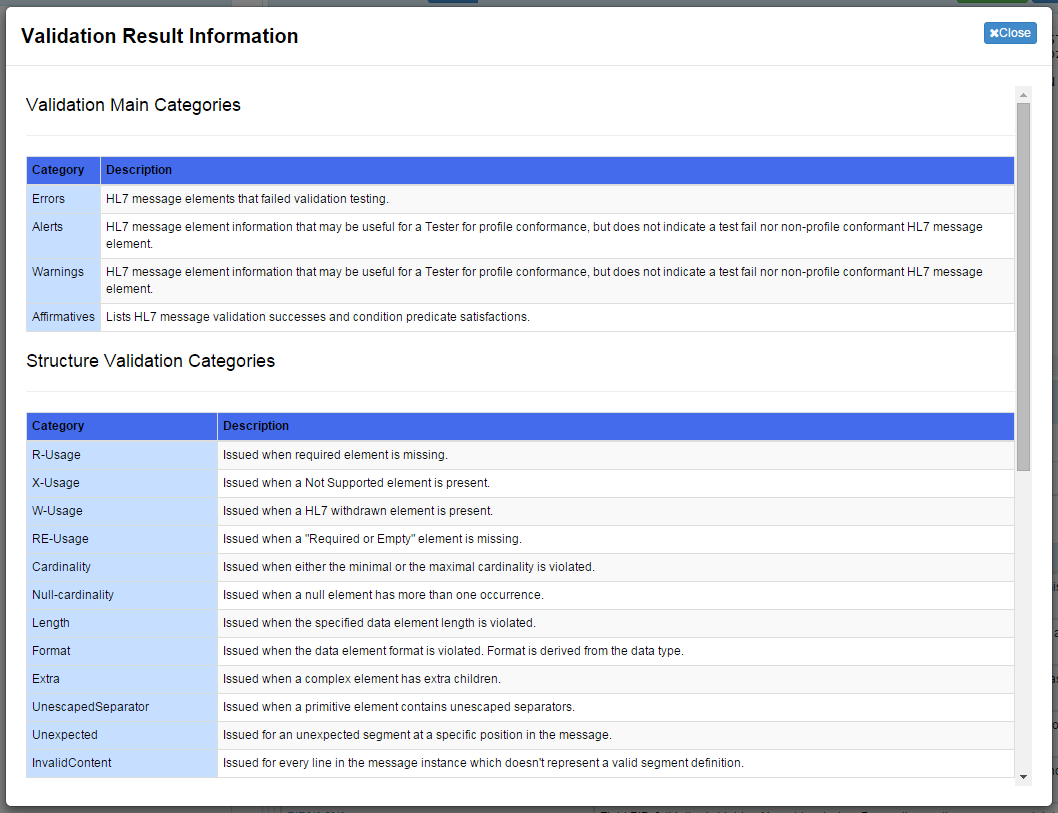 Validation Result Information
✖Close
Validation Main Categories
Category Description
Errors HL7 message elements that failed validation testing.
Alerts HL7 message element information that may be useful for a Tester for profile conformance, but does not indicate a test fail nor non-profile conformant HL7 message
element.
Warnings HL7 message element information that may be useful for a Tester for profile conformance, but does not indicate a test fail nor non-profile conformant HL7 message
element.
Affirmatives Lists HL7 message validation successes and condition predicate satisfactions.
Structure Validation Categories
Category Description
R-Usage Issued when required element is missing.
X-Usage Issued when a Not Supported element is present.
W-Usage Issued when a HL7 withdrawn element is present.
RE-Usage Issued when a "Required or Empty" element is missing.
Cardinality Issued when either the minimal or the maximal cardinality is violated.
Null-cardinality Issued when a null element has more than one occurrence.
Length Issued when the specified data element length is violated.
Format Issued when the data element format is violated. Format is derived from the data type.
Extra Issued when a complex element has extra children.
UnescapedSeparator Issued when a primitive element contains unescaped separators.
Unexpected Issued for an unexpected segment at a specific position in the message.
InvalidContent Issued for every line in the message instance which doesn't represent a valid segment definition.